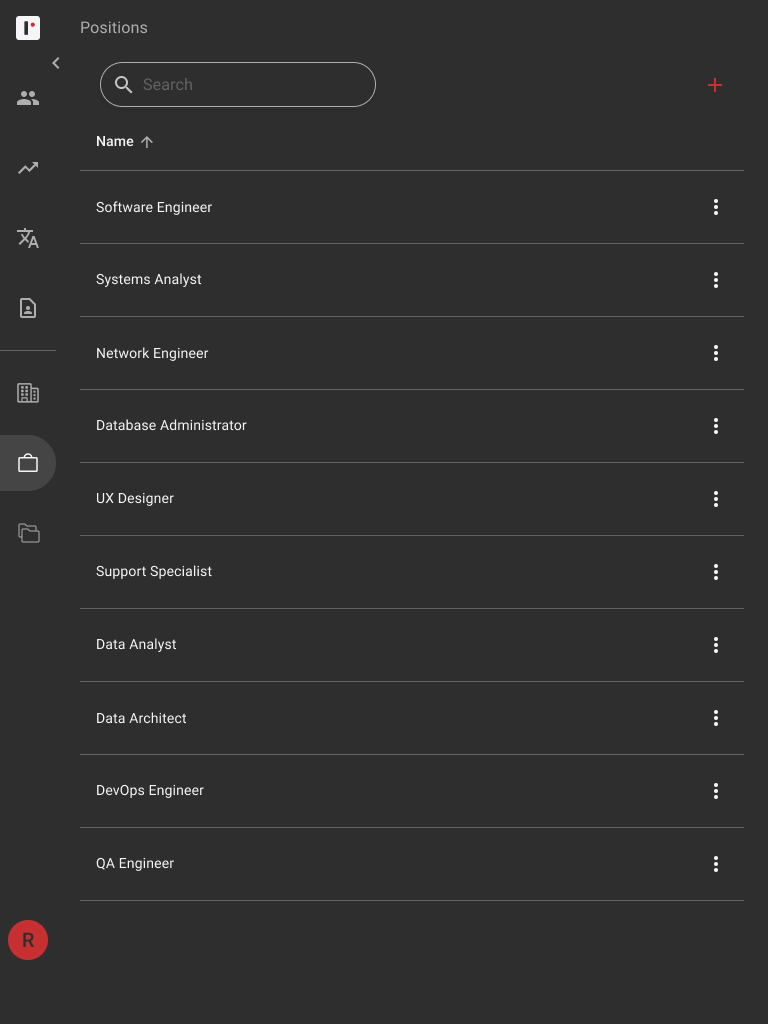 Positions
Search
Name
Software Engineer
Systems Analyst
Network Engineer
Database Administrator
UX Designer
Support Specialist
Data Analyst
Data Architect
DevOps Engineer
QA Engineer
R